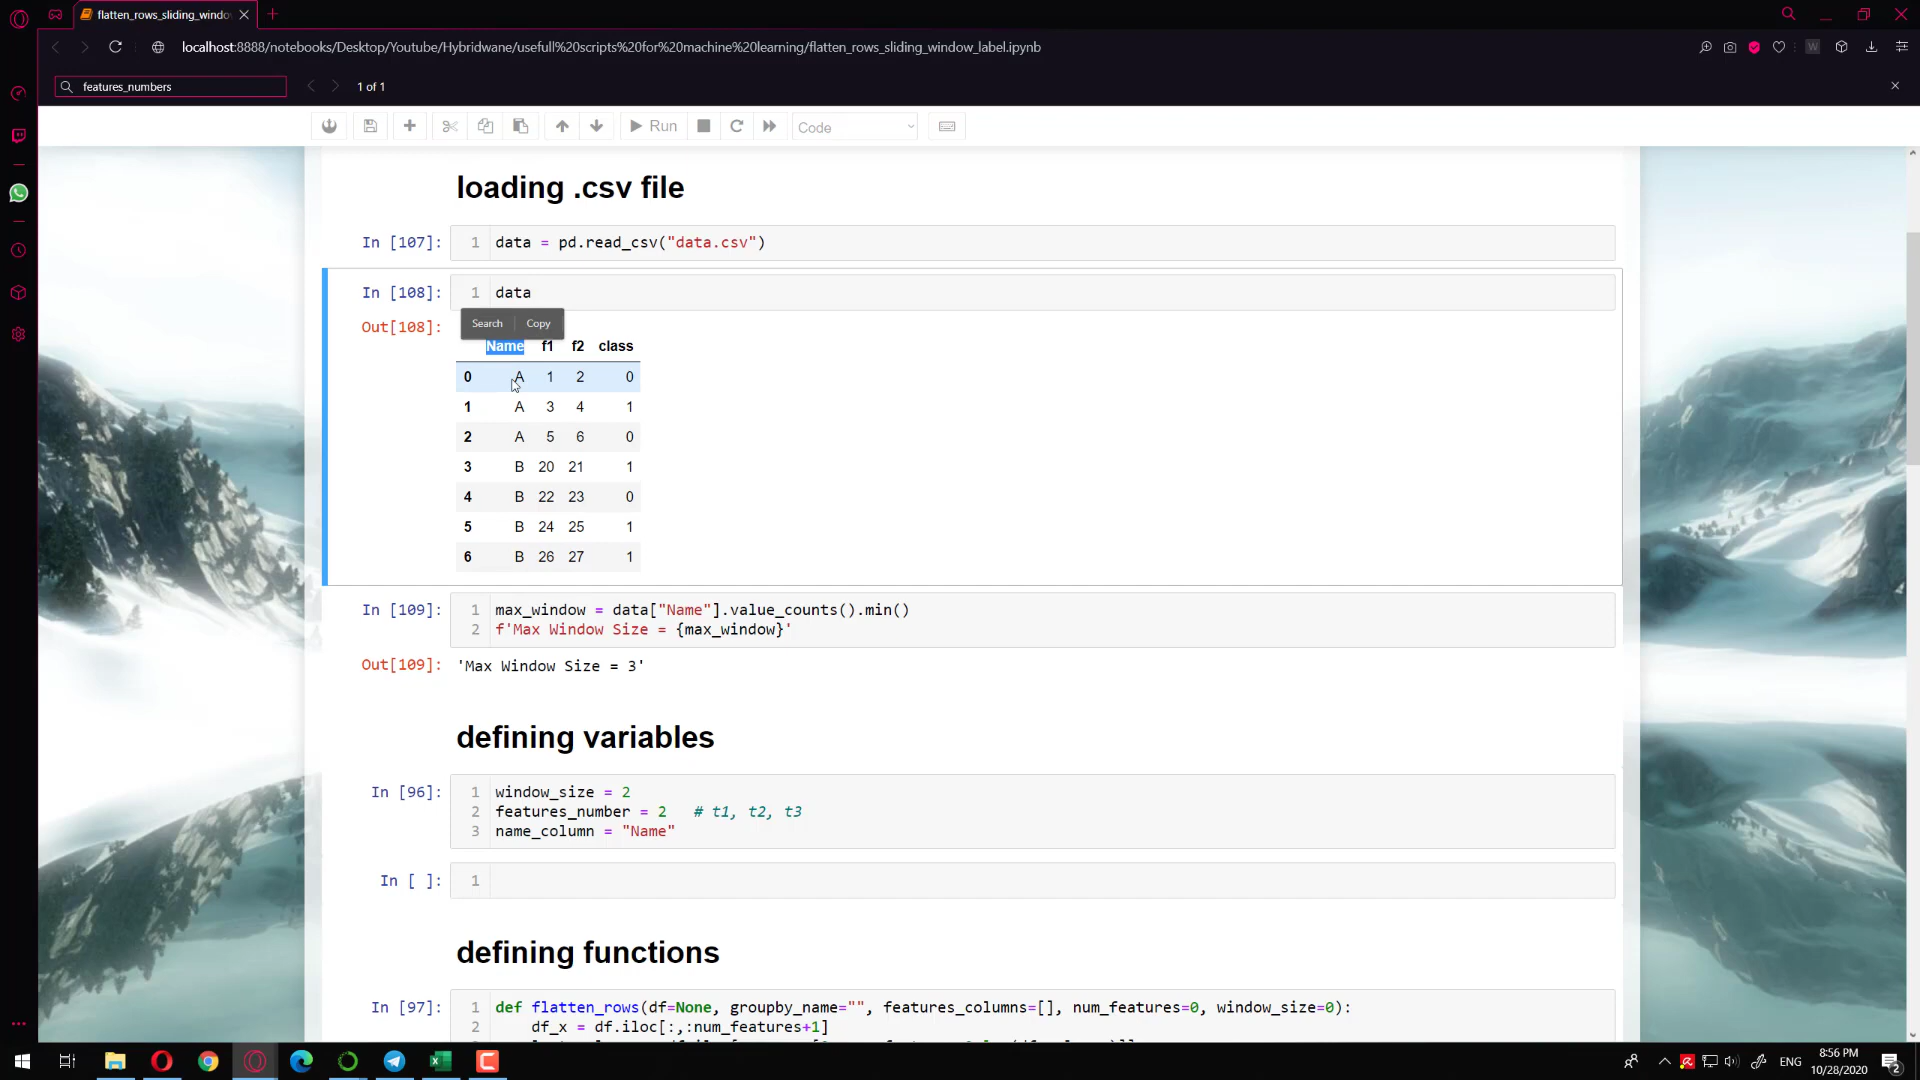 flatten_rows_sliding_windo
localhost:8888/notebooks/Desktop/Youtube/Hybridwane/usefull%20scripts%20for%20machine%20learning/flatten_rows_sliding_window_label.ipynb
features_numbers
1 of 1
Run
Code
loading .csv file
In [107]:
1 data = pd.read_csv("data.csv")
In [108]:
1 data
Out[108]:
Search Copy
Name f1 f2 class
0 A 1 2 0
1 A 3 4 1
2 A 5 6 0
3 B 20 21 1
4 B 22 23 0
5 B 24 25 1
6 B 26 27 1
In [109]:
1 max_window = data["Name"].value_counts().min()
2 f'Max Window Size = {max_window}'
Out[109]: 'Max Window Size = 3'
defining variables
In [96]:
1 window_size = 2
2 features_number = 2 # t1, t2, t3
3 name_column = "Name"
In [ ]:
1
defining functions
In [97]:
1 def flatten_rows(df=None, groupby_name="", features_columns=[], num_features=0, window_size=0):
2 df_x = df.iloc[:,:num_features+1]
ENG
8:56 PM
10/28/2020
2